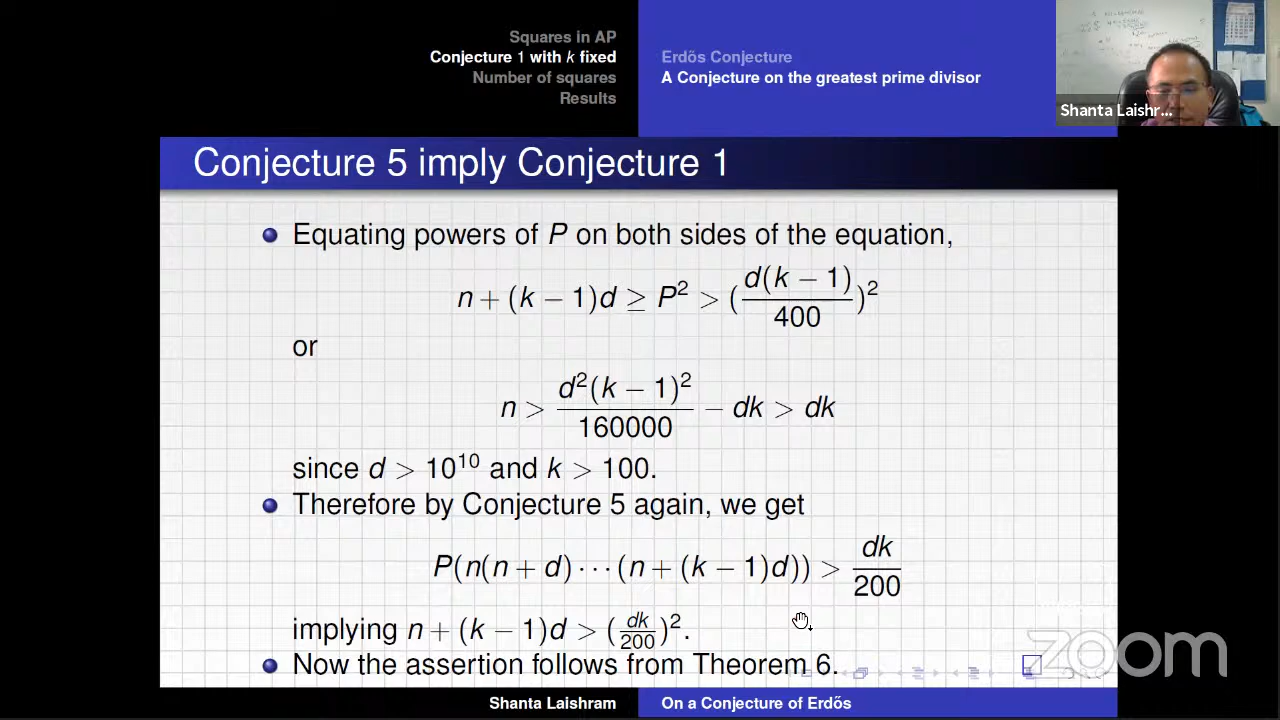 Squares in AP
Conjecture 1 with k fixed
Number of squares
Results
Erdős Conjecture
A Conjecture on the greatest prime divisor
Shanta Laishr...
Conjecture 5 imply Conjecture 1
Equating powers of P on both sides of the equation,
n + (k − 1)d ≥ P² > (d(k − 1)/400)²
or
n > d²(k − 1)²/160000 − dk > dk
since d > 10¹⁰ and k > 100.
Therefore by Conjecture 5 again, we get
P(n(n + d) ⋯ (n + (k − 1)d)) > dk/200
implying n + (k − 1)d > (dk/200)².
Now the assertion follows from Theorem 6.
zoom
Shanta Laishram
On a Conjecture of Erdős